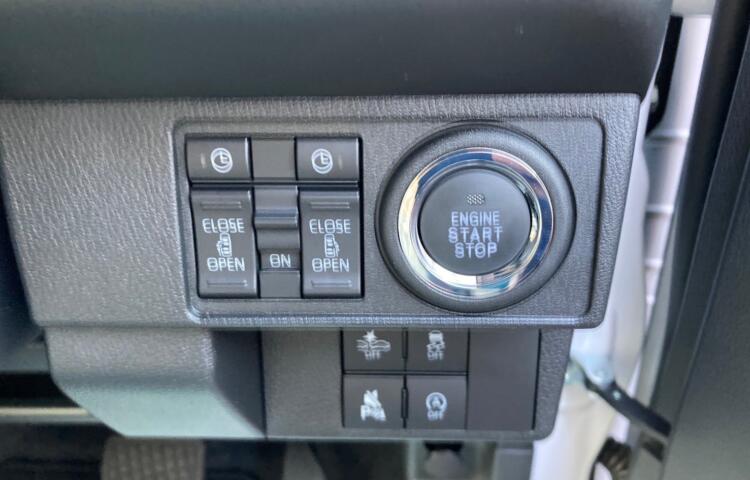 CLOSE
OPEN
ON
CLOSE
OPEN
ENGINE
START
STOP
OFF
OFF
OFF